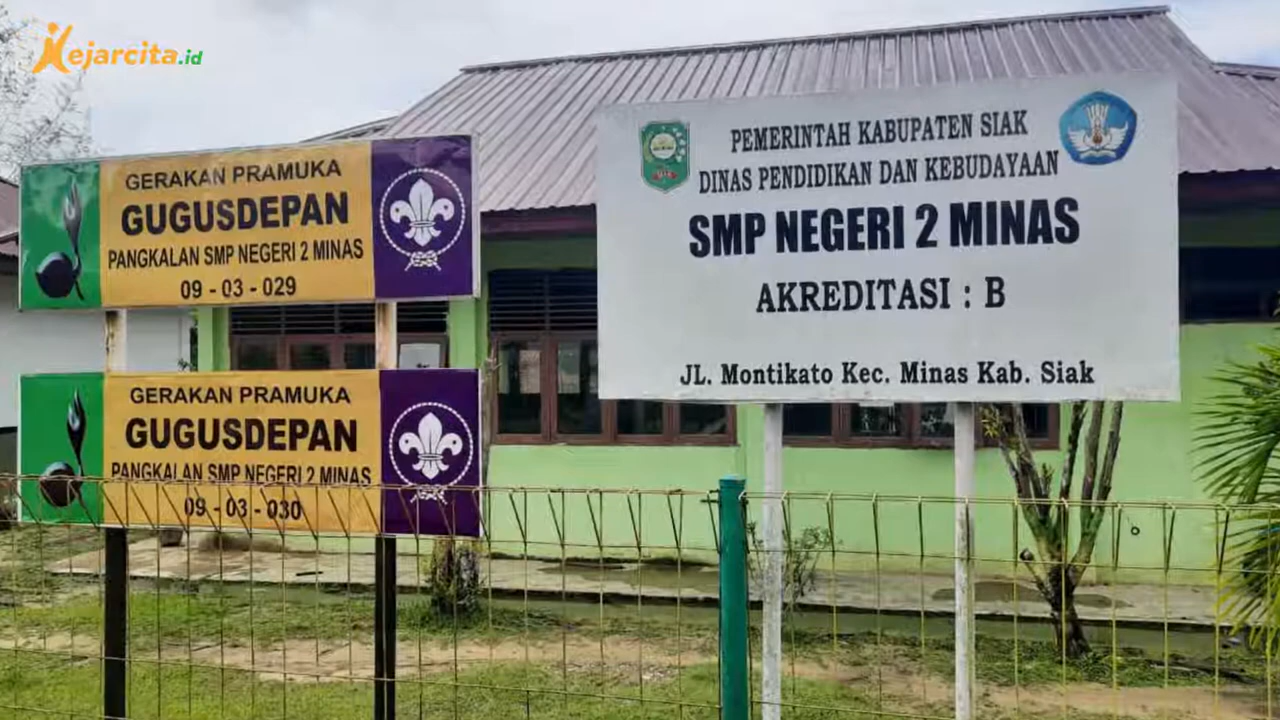 Kejarcita.id
GERAKAN PRAMUKA
GUGUSDEPAN
PANGKALAN SMP NEGERI 2 MINAS
09 - 03 - 029
GERAKAN PRAMUKA
GUGUSDEPAN
PANGKALAN SMP NEGERI 2 MINAS
09 - 03 - 030
PEMERINTAH KABUPATEN SIAK
DINAS PENDIDIKAN DAN KEBUDAYAAN
SMP NEGERI 2 MINAS
AKREDITASI : B
JL. Montikato Kec. Minas Kab. Siak